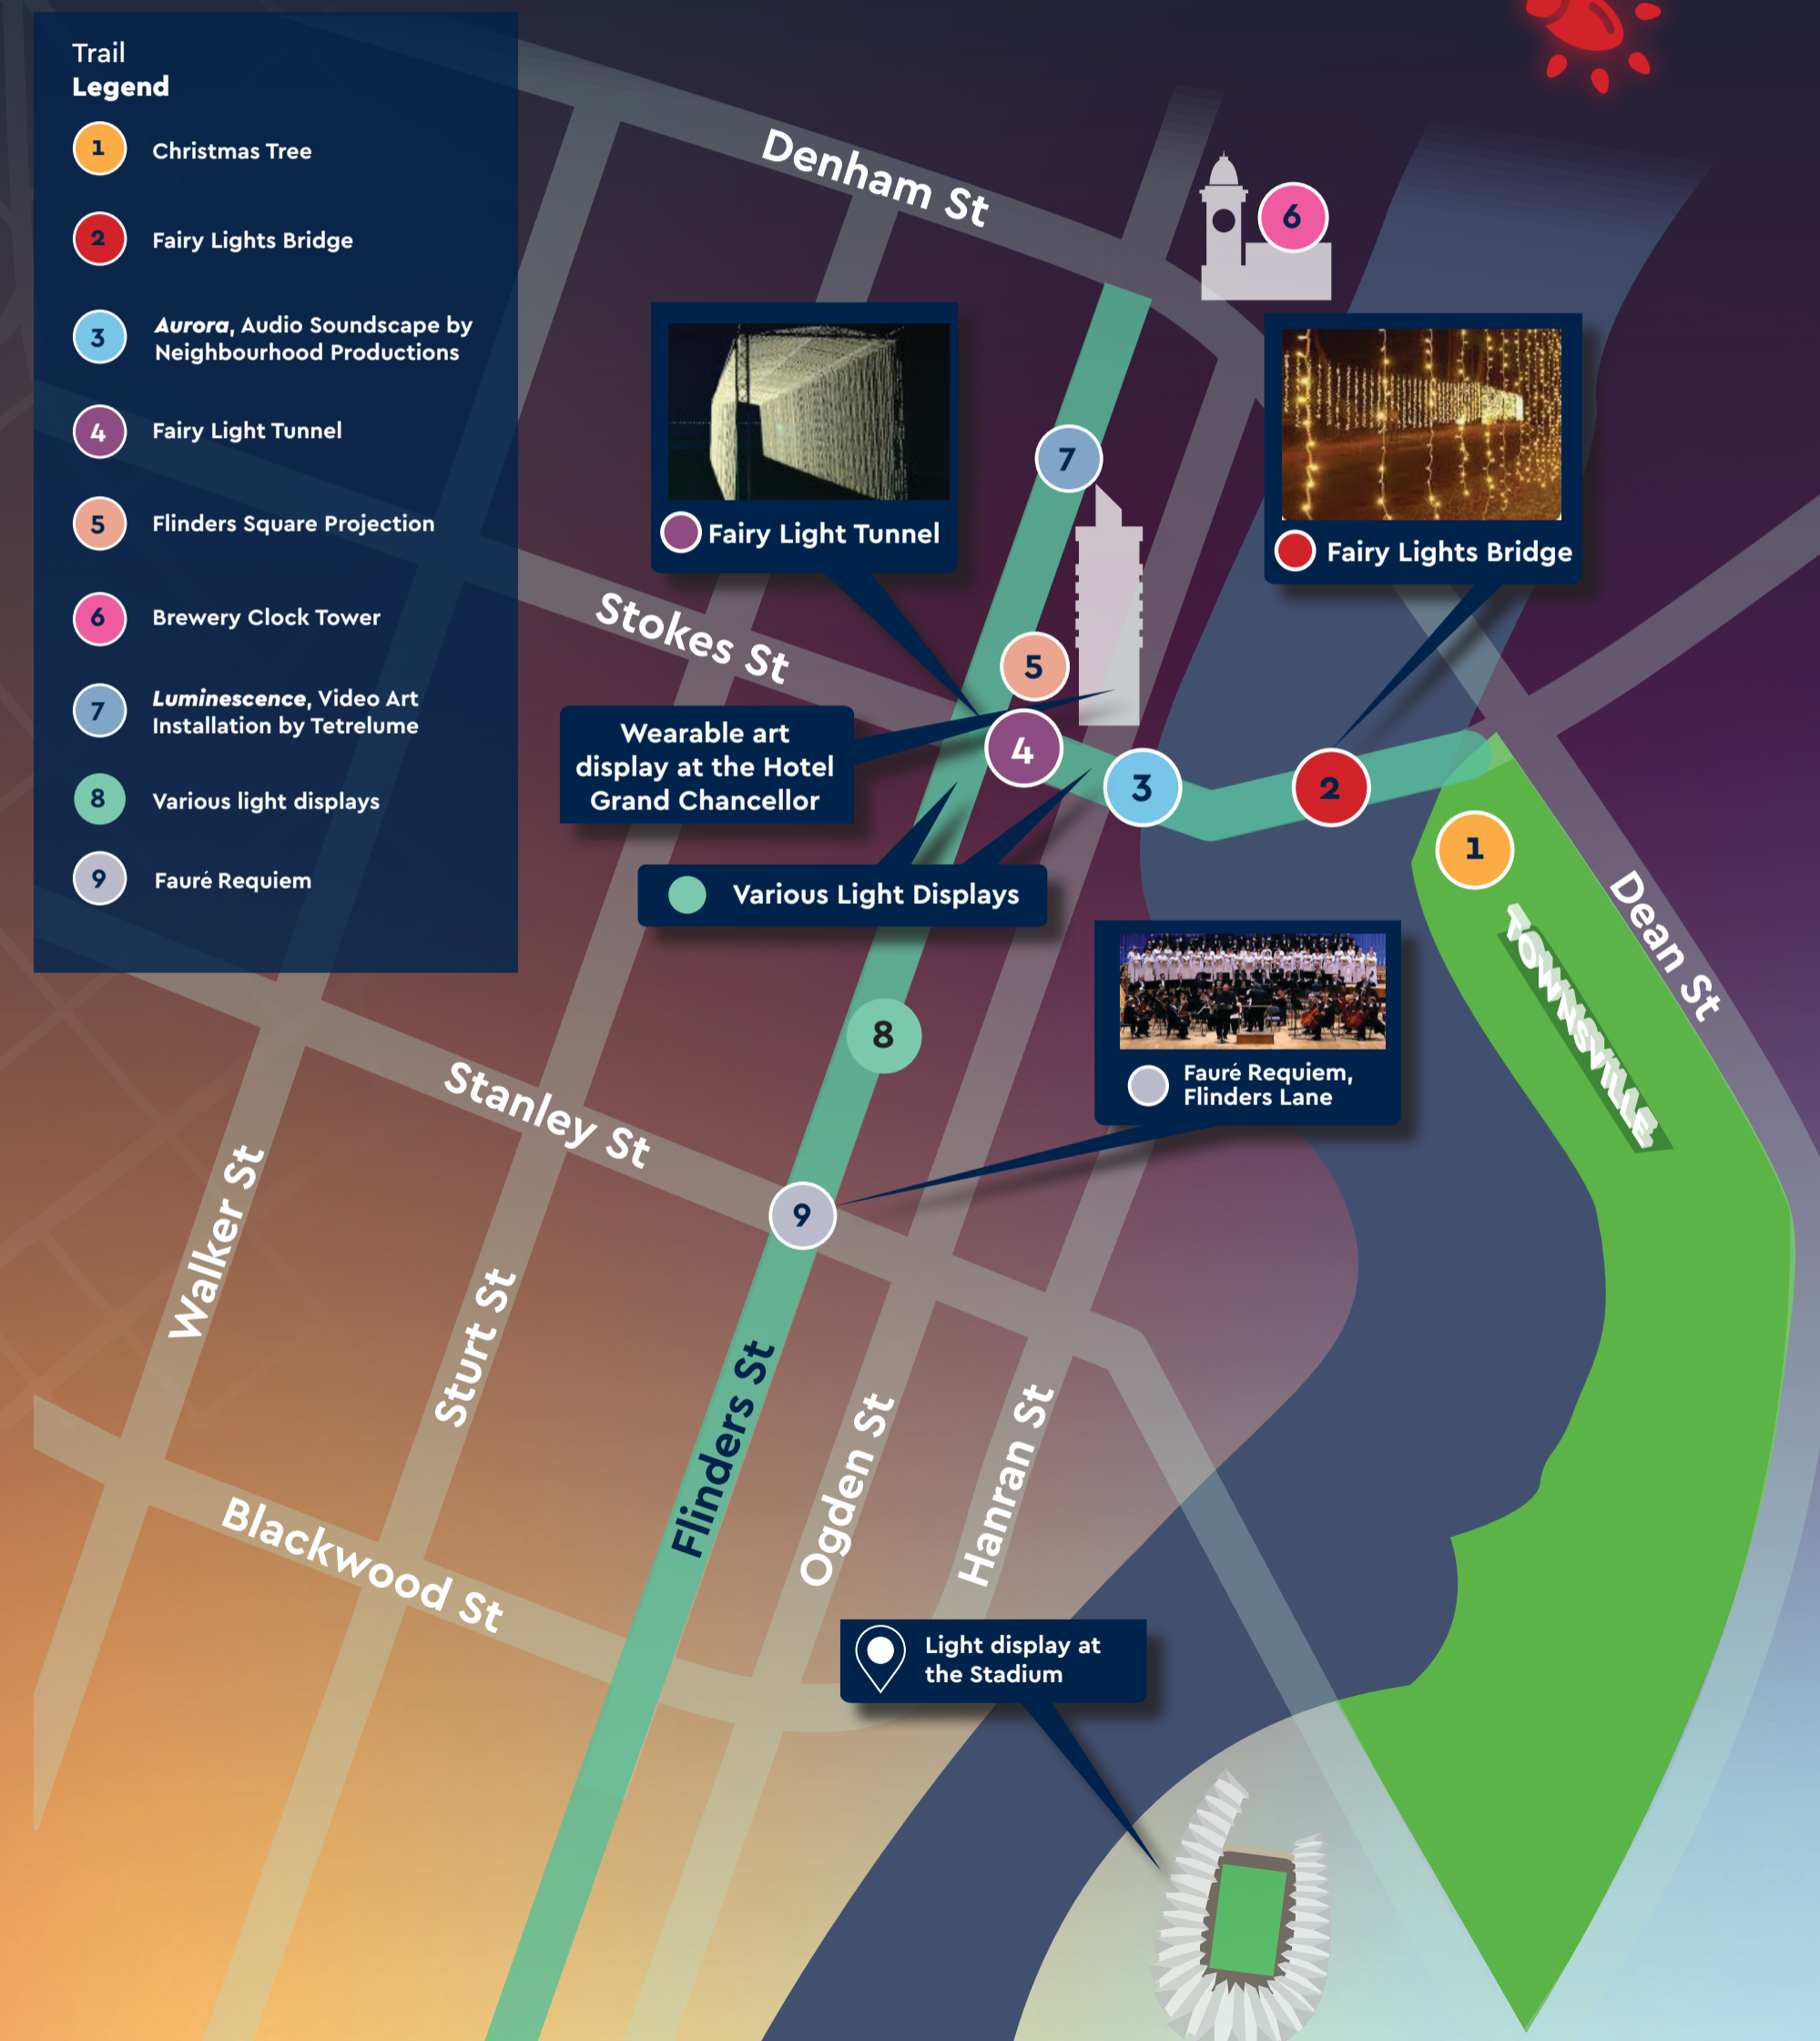 Trail
Legend
1 Christmas Tree
2 Fairy Lights Bridge
3 Aurora, Audio Soundscape by
Neighbourhood Productions
4 Fairy Light Tunnel
5 Flinders Square Projection
6 Brewery Clock Tower
7 Luminescence, Video Art
Installation by Tetrelume
8 Various light displays
9 Fauré Requiem
Denham St
6
Fairy Light Tunnel
7
Fairy Lights Bridge
Stokes St
5
Wearable art
display at the Hotel
Grand Chancellor
4
3
2
1
Various Light Displays
Dean St
TOWNSVILLE
8
Fauré Requiem,
Flinders Lane
Stanley St
9
Walker St
Sturt St
Flinders St
Ogden St
Hanran St
Blackwood St
Light display at
the Stadium